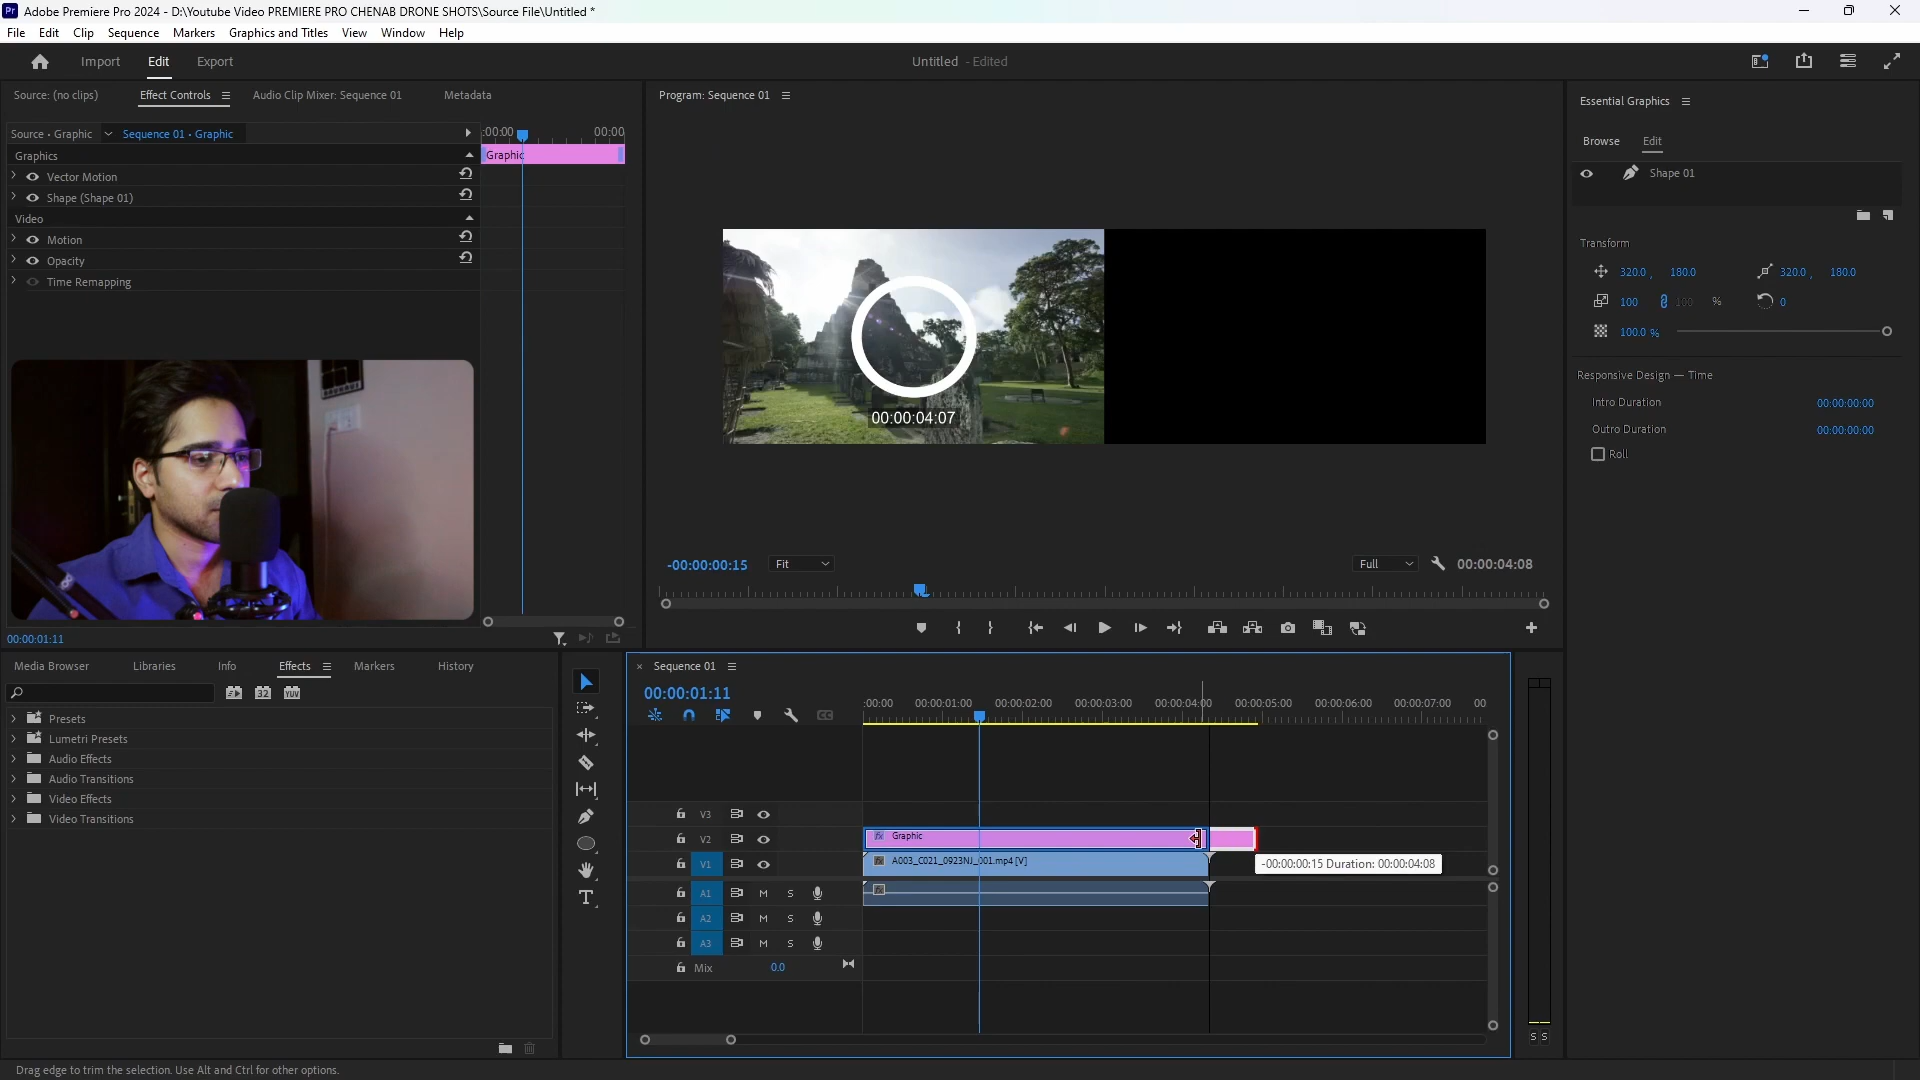 Pr Adobe Premiere Pro 2024 - D:\Youtube Video PREMIERE PRO CHENAB DRONE SHOTS\Source File\Untitled *
File Edit Clip Sequence Markers Graphics and Titles View Window Help
Import Edit Export Untitled - Edited
Source: (no clips) Effect Controls Audio Clip Mixer: Sequence 01 Metadata
Source • Graphic Sequence 01 • Graphic :00:00 00:00
Graphics Graphic
Vector Motion
Shape (Shape 01)
Video
Motion
Opacity
Time Remapping
00:00:01:11
Program: Sequence 01
00:00:04:07
-00:00:00:15 Fit Full 00:00:04:08
Essential Graphics
Browse Edit
Shape 01
Transform
320.0 , 180.0 320.0 , 180.0
100 100 % 0
100.0 %
Responsive Design — Time
Intro Duration 00:00:00:00
Outro Duration 00:00:00:00
Roll
Media Browser Libraries Info Effects Markers History
32 YUV
Presets
Lumetri Presets
Audio Effects
Audio Transitions
Video Effects
Video Transitions
× Sequence 01
00:00:01:11
:00:00 00:00:01:00 00:00:02:00 00:00:03:00 00:00:04:00 00:00:05:00 00:00:06:00 00:00:07:00 00
CC
V3
V2 fx Graphic
V1 fx A003_C021_0923NJ_001.mp4 [V]
-00:00:00:15 Duration: 00:00:04:08
A1 M S fx
A2 M S
A3 M S
Mix 0.0
S S
T
Drag edge to trim the selection. Use Alt and Ctrl for other options.